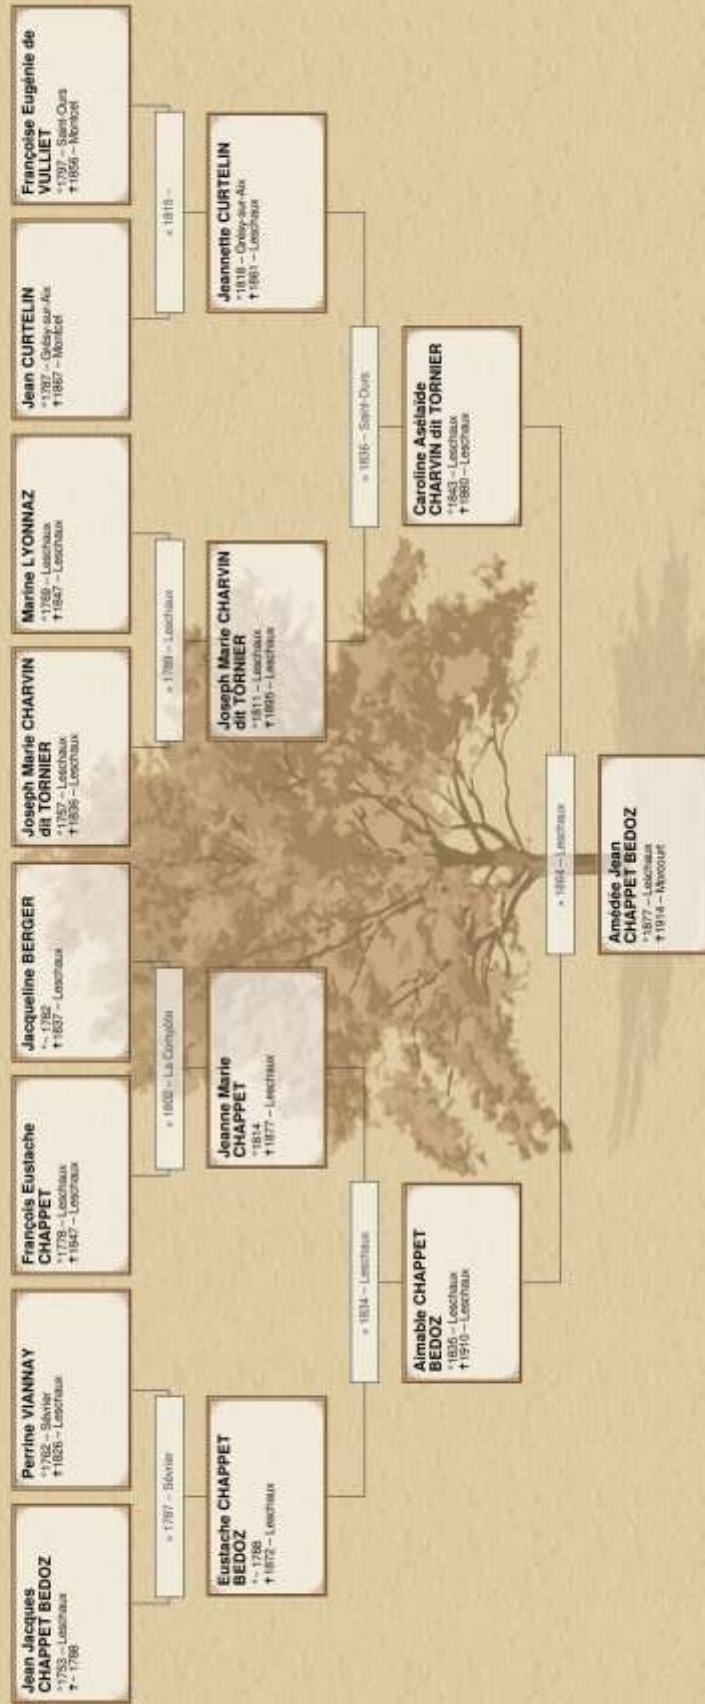 Jean Jacques
CHAPPET BEDOZ
°1753 – Leschaux
†~ 1788
Perrine VIANNAY
°1762 – Sévrier
†1826 – Leschaux
François Eustache
CHAPPET
°1778 – Leschaux
†1847 – Leschaux
Jacqueline BERGER
°~ 1782
†1837 – Leschaux
Joseph Marie CHARVIN
dit TORNIER
°1757 – Leschaux
†1836 – Leschaux
Marine LYONNAZ
°1769 – Leschaux
†1847 – Leschaux
Jean CURTELIN
°1787 – Grésy-sur-Aix
†1867 – Montcel
Françoise Eugénie de
VULLIET
°1797 – Saint-Ours
†1856 – Montcel
× 1787 – Sévrier
× 1802 – La Compôte
× 1789 – Leschaux
× 1815 –
Eustache CHAPPET
BEDOZ
°~ 1788
†1872 – Leschaux
Jeanne Marie
CHAPPET
°1814
†1877 – Leschaux
Joseph Marie CHARVIN
dit TORNIER
°1811 – Leschaux
†1895 – Leschaux
Jeannette CURTELIN
°1818 – Grésy-sur-Aix
†1861 – Leschaux
× 1834 – Leschaux
× 1836 – Saint-Ours
Aimable CHAPPET
BEDOZ
°1835 – Leschaux
†1910 – Leschaux
Caroline Asélaïde
CHARVIN dit TORNIER
°1843 – Leschaux
†1880 – Leschaux
× 1864 – Leschaux
Amédée Jean
CHAPPET BEDOZ
°1877 – Leschaux
†1914 – Morcourt